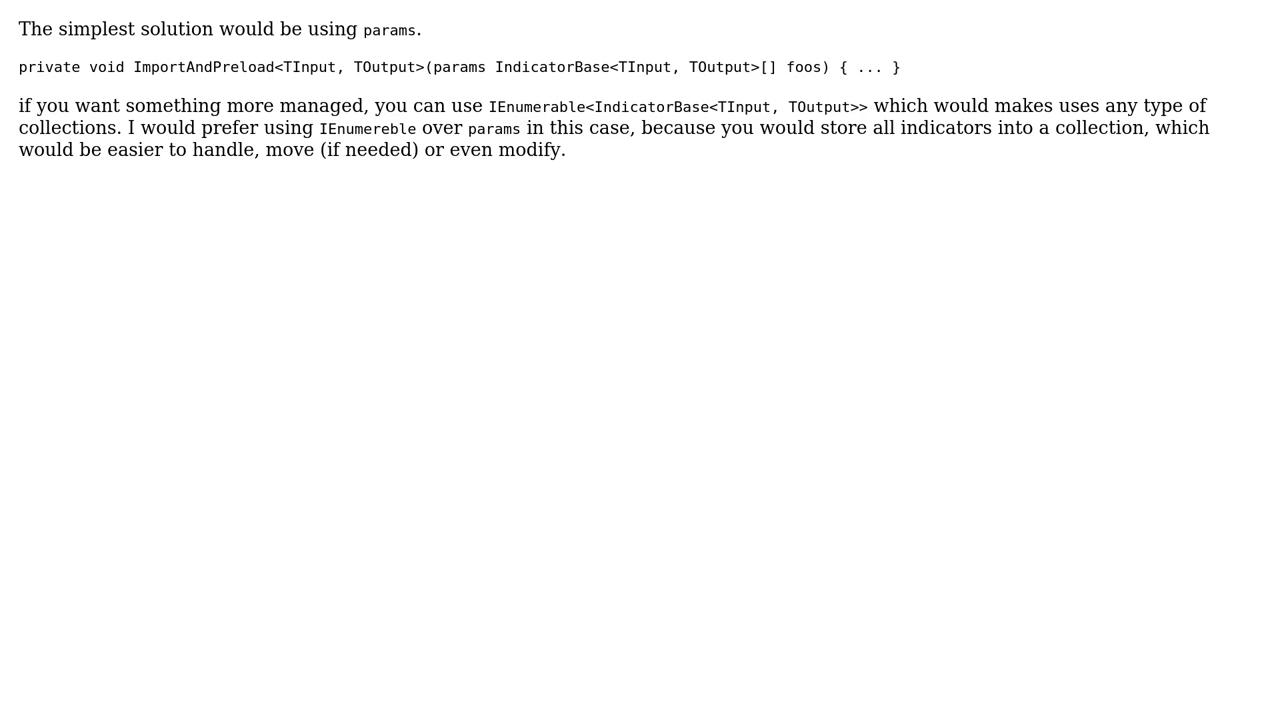 The simplest solution would be using params.
private void ImportAndPreload<TInput, TOutput>(params IndicatorBase<TInput, TOutput>[] foos) { ... }
if you want something more managed, you can use IEnumerable<IndicatorBase<TInput, TOutput>> which would makes uses any type of
collections. I would prefer using IEnumereble over params in this case, because you would store all indicators into a collection, which
would be easier to handle, move (if needed) or even modify.